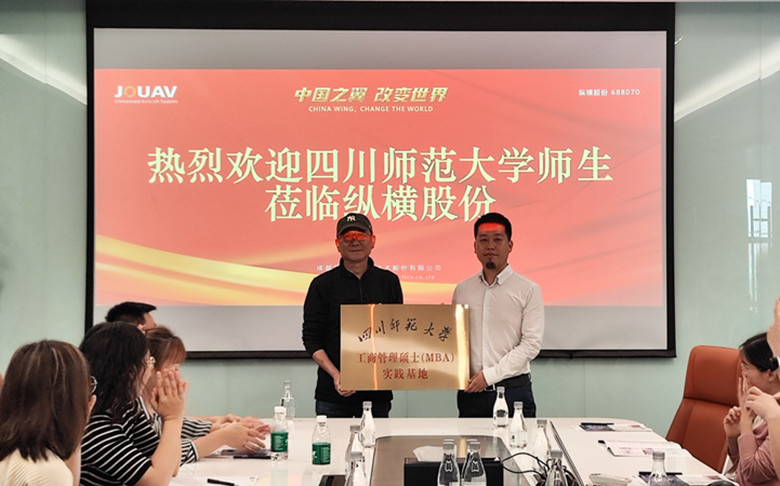 JOUAV
中国之翼 改变世界
CHINA WING, CHANGE THE WORLD
纵横股份 688070
热烈欢迎四川师范大学师生
莅临纵横股份
四川师范大学
工商管理硕士(MBA)
实践基地